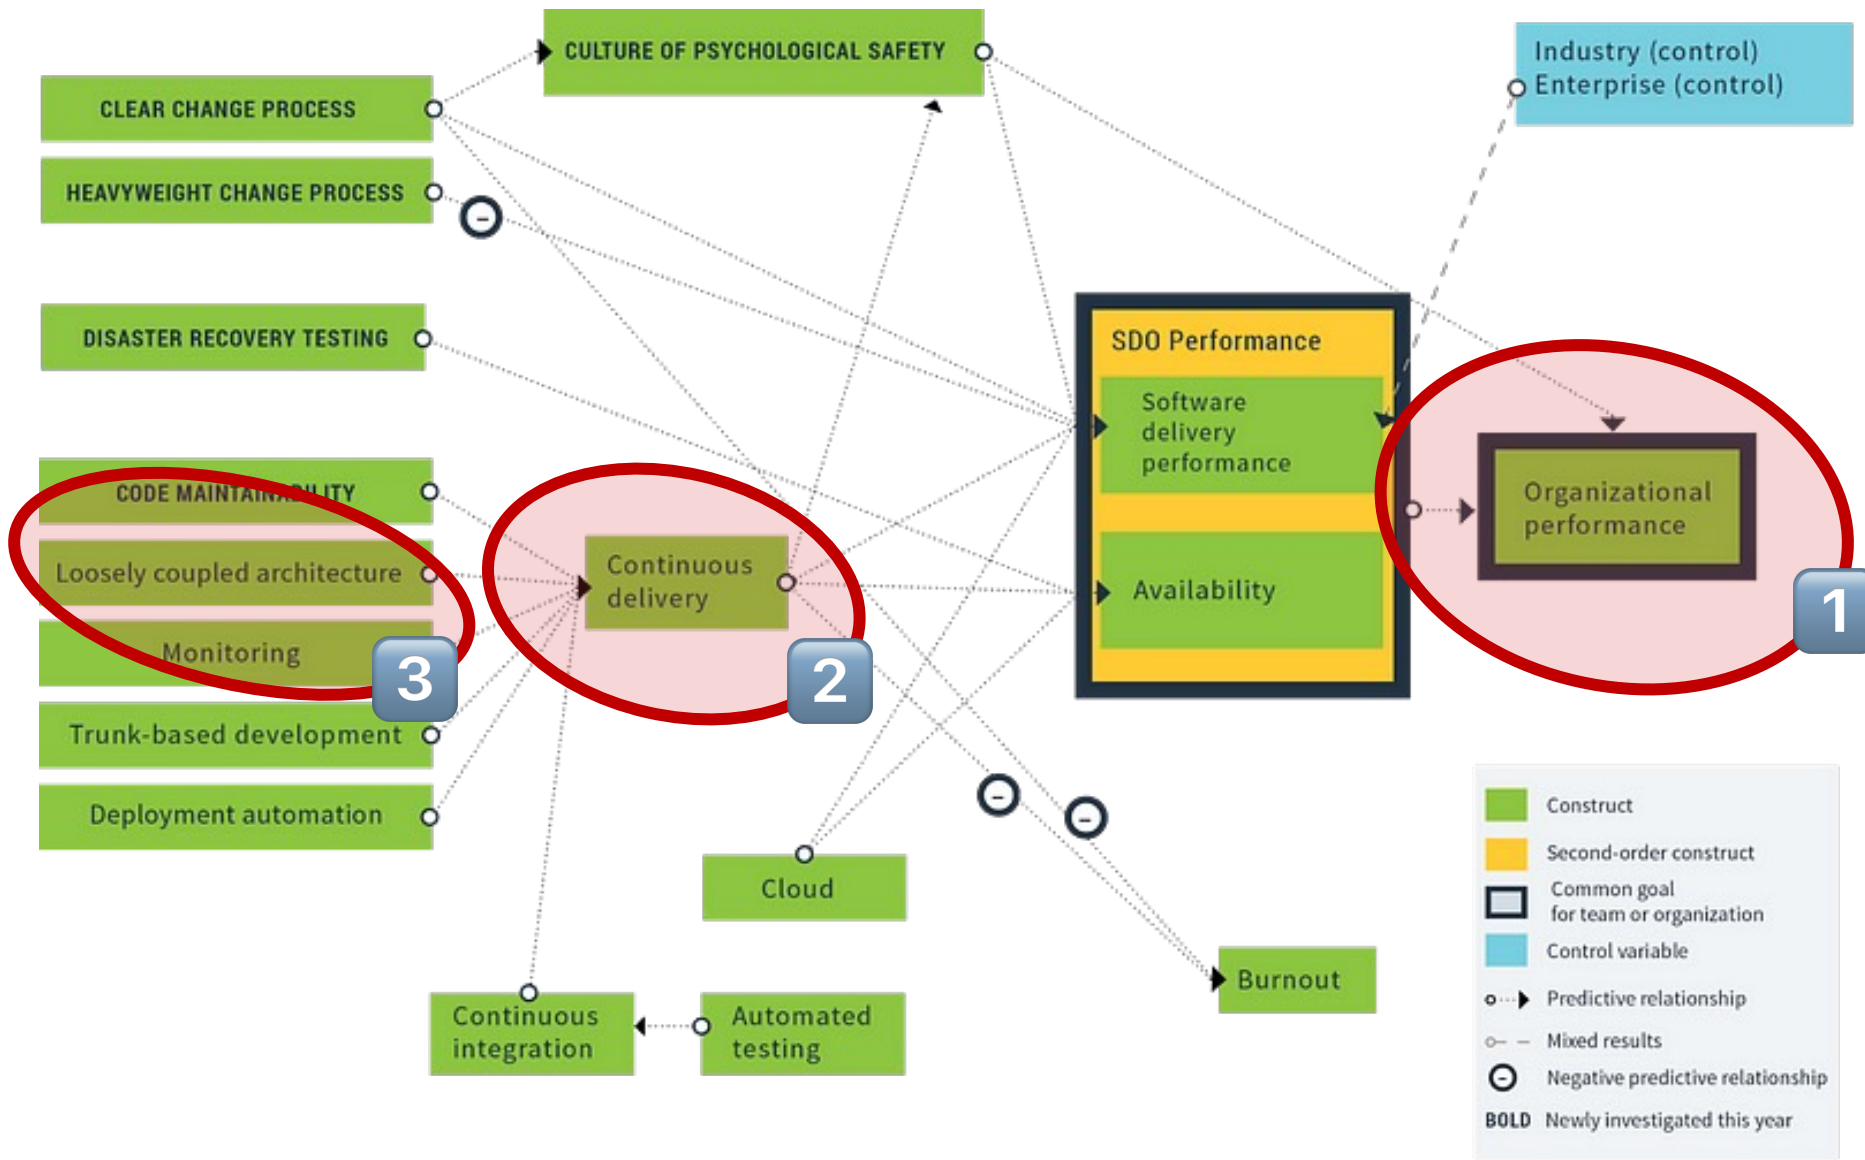 CULTURE OF PSYCHOLOGICAL SAFETY
Industry (control)
Enterprise (control)
CLEAR CHANGE PROCESS
HEAVYWEIGHT CHANGE PROCESS
-
DISASTER RECOVERY TESTING
SDO Performance
Software
delivery
performance
Availability
Organizational
performance
1
CODE MAINTAINABILITY
Loosely coupled architecture
Monitoring
3
Trunk-based development
Deployment automation
Continuous
delivery
2
-
-
Cloud
Burnout
Continuous
integration
Automated
testing
Construct
Second-order construct
Common goal
for team or organization
Control variable
Predictive relationship
Mixed results
- Negative predictive relationship
BOLD Newly investigated this year